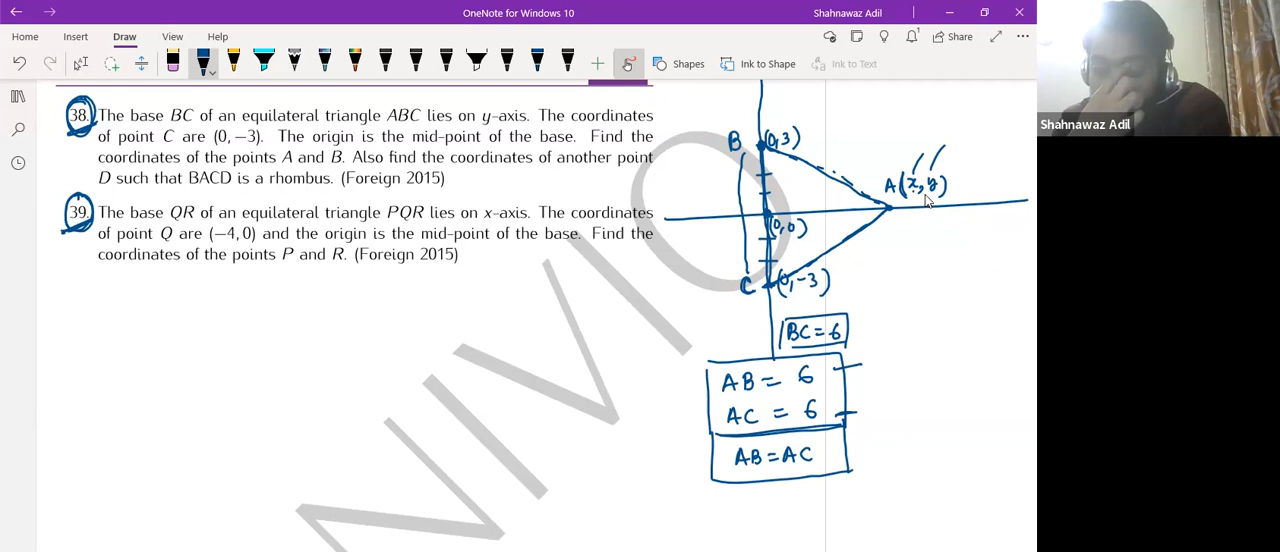 OneNote for Windows 10
Shahnawaz Adil
Home Insert Draw History Review View Help
Share
Shapes Ink to Shape Ink to Text
38. The base BC of an equilateral triangle ABC lies on y-axis. The coordinates
of point C are (0, −3). The origin is the mid-point of the base. Find the
coordinates of the points A and B. Also find the coordinates of another point
D such that BACD is a rhombus. (Foreign 2015)
39. The base QR of an equilateral triangle PQR lies on x-axis. The coordinates
of point Q are (−4, 0) and the origin is the mid-point of the base. Find the
coordinates of the points P and R. (Foreign 2015)
NIVIO
B (0,3)
A(x,y)
(0,0)
C (0,-3)
BC = 6
AB = 6
AC = 6
AB = AC
Shahnawaz Adil